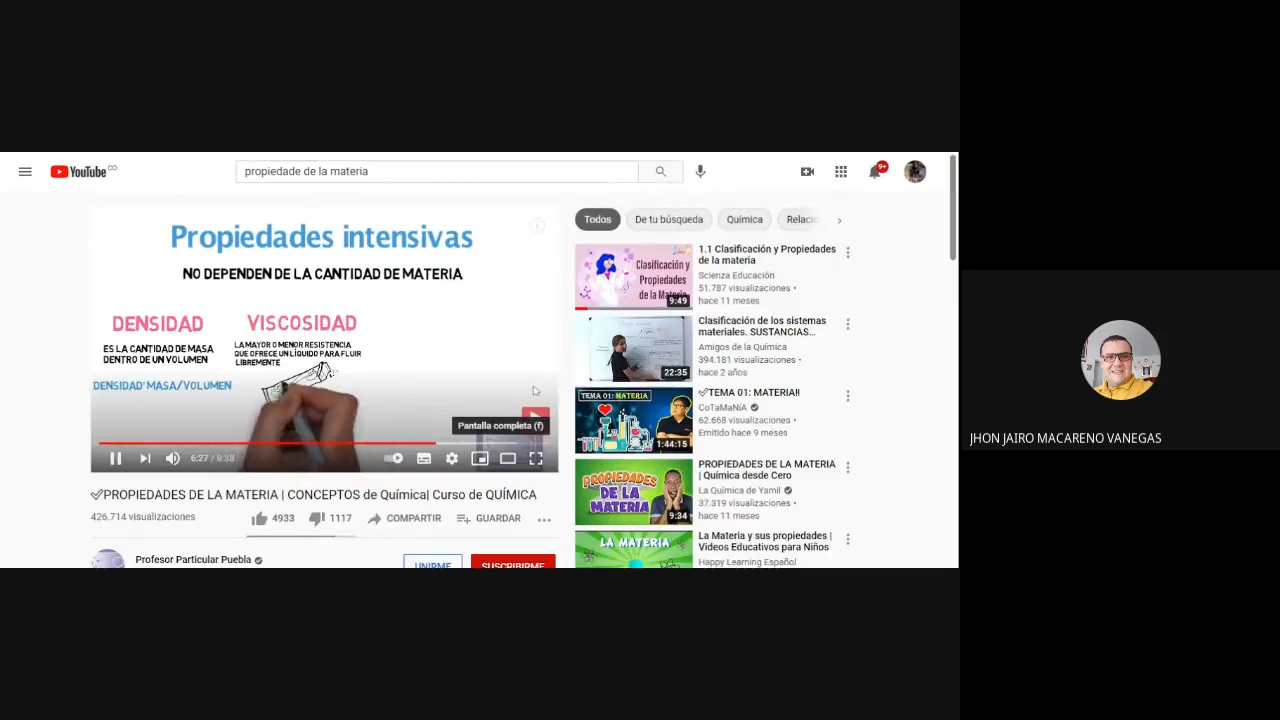 YouTube CO
propiedade de la materia
9+
Propiedades intensivas
NO DEPENDEN DE LA CANTIDAD DE MATERIA
DENSIDAD
ES LA CANTIDAD DE MASA
DENTRO DE UN VOLUMEN
DENSIDAD= MASA/VOLUMEN
VISCOSIDAD
LA MAYOR O MENOR RESISTENCIA
QUE OFRECE UN LÍQUIDO PARA FLUIR
LIBREMENTE
Pantalla completa (f)
6:27 / 8:38
✅PROPIEDADES DE LA MATERIA | CONCEPTOS de Química| Curso de QUÍMICA
426.714 visualizaciones
4933
1117
COMPARTIR
GUARDAR
Profesor Particular Puebla
UNIRME
SUSCRIBIRME
Todos
De tu búsqueda
Química
Relacio
Clasificación y
Propiedades
de la Materia
9:49
1.1 Clasificación y Propiedades
de la materia
Scienza Educación
51.787 visualizaciones •
hace 11 meses
22:35
Clasificación de los sistemas
materiales. SUSTANCIAS...
Amigos de la Química
394.181 visualizaciones •
hace 2 años
TEMA 01: MATERIA
1:44:15
✅TEMA 01: MATERIA!!
CoTaMaNiA
62.668 visualizaciones •
Emitido hace 9 meses
PROPIEDADES
DE LA
MATERIA
9:34
PROPIEDADES DE LA MATERIA
| Química desde Cero
La Química de Yamil
37.319 visualizaciones •
hace 11 meses
LA MATERIA
La Materia y sus propiedades |
Videos Educativos para Niños
Happy Learning Español
JHON JAIRO MACARENO VANEGAS